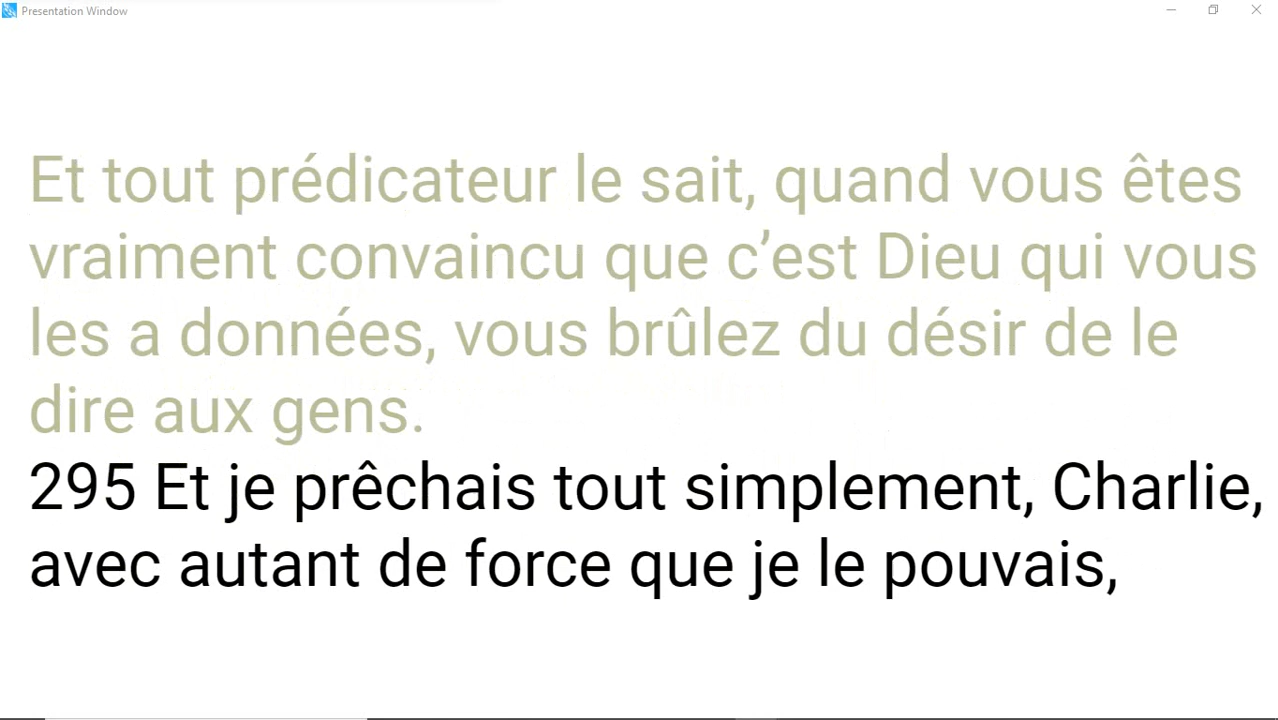 Presentation Window
Et tout prédicateur le sait, quand vous êtes
vraiment convaincu que c’est Dieu qui vous
les a données, vous brûlez du désir de le
dire aux gens.
295 Et je prêchais tout simplement, Charlie,
avec autant de force que je le pouvais,